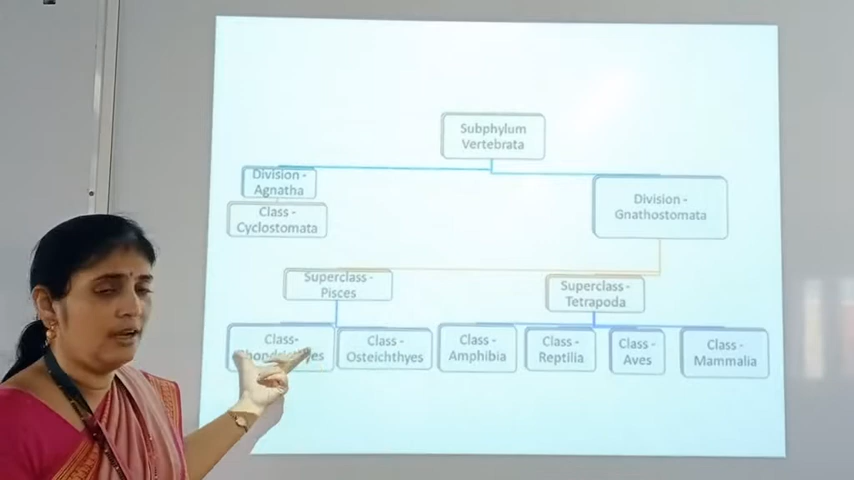 Subphylum
Vertebrata
Division -
Agnatha
Class -
Cyclostomata
Division -
Gnathostomata
Superclass -
Pisces
Superclass -
Tetrapoda
Class-
Class -
Osteichthyes
Class -
Amphibia
Class -
Reptilia
Class -
Aves
Class -
Mammalia